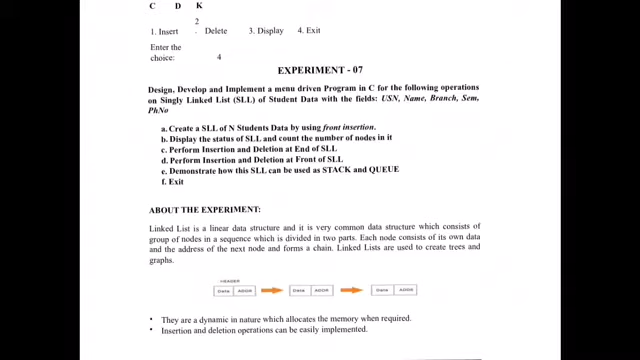 C D K
2
1. Insert . Delete 3. Display 4. Exit
Enter the
choice: 4
EXPERIMENT - 07
Design, Develop and Implement a menu driven Program in C for the following operations
on Singly Linked List (SLL) of Student Data with the fields: USN, Name, Branch, Sem,
PhNo
a. Create a SLL of N Students Data by using front insertion.
b. Display the status of SLL and count the number of nodes in it
c. Perform Insertion and Deletion at End of SLL
d. Perform Insertion and Deletion at Front of SLL
e. Demonstrate how this SLL can be used as STACK and QUEUE
f. Exit
ABOUT THE EXPERIMENT:
Linked List is a linear data structure and it is very common data structure which consists of
group of nodes in a sequence which is divided in two parts. Each node consists of its own data
and the address of the next node and forms a chain. Linked Lists are used to create trees and
graphs.
HEADER
Data ADDR Data ADDR Data ADDR
• They are a dynamic in nature which allocates the memory when required.
• Insertion and deletion operations can be easily implemented.